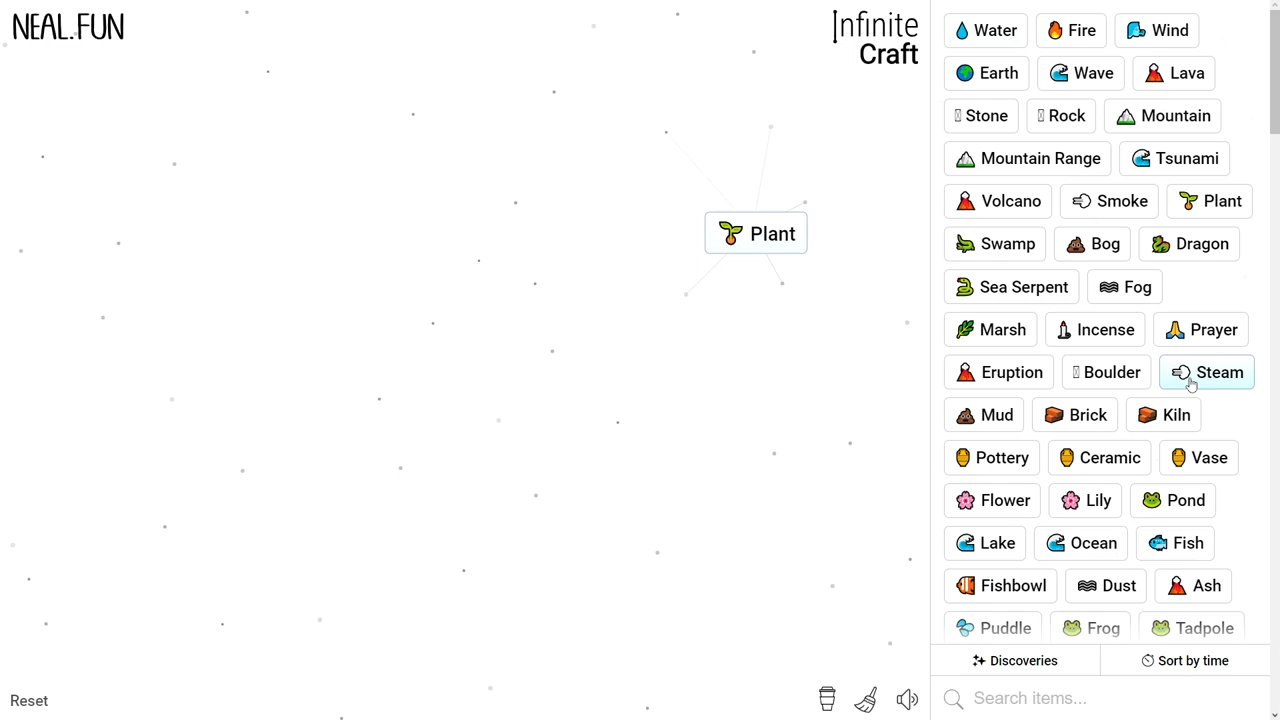 NEAL.FUN
Infinite
Craft
Water Fire Wind
Earth Wave Lava
Stone Rock Mountain
Mountain Range Tsunami
Volcano Smoke Plant
Plant
Swamp Bog Dragon
Sea Serpent Fog
Marsh Incense Prayer
Eruption Boulder Steam
Mud Brick Kiln
Pottery Ceramic Vase
Flower Lily Pond
Lake Ocean Fish
Fishbowl Dust Ash
Puddle Frog Tadpole
Discoveries Sort by time
Reset
Search items...